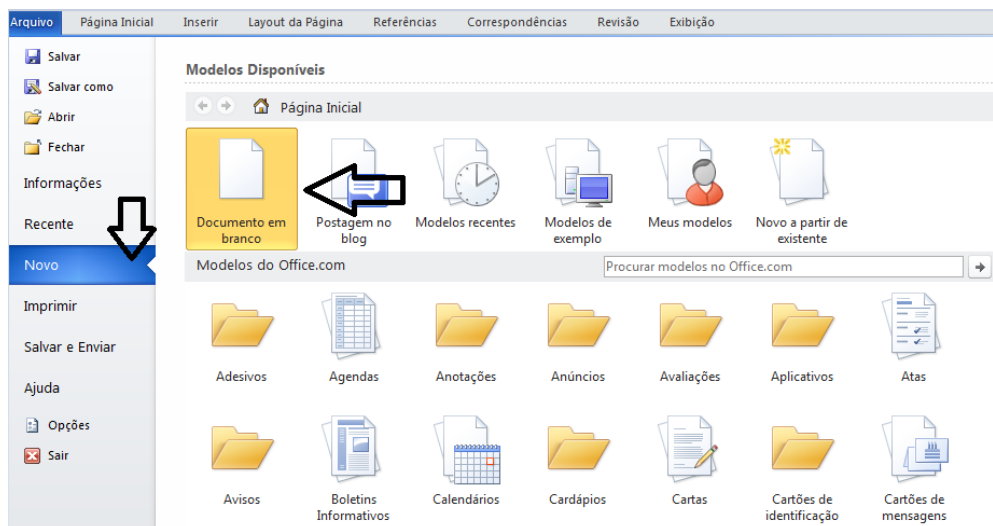 Arquivo Página Inicial Inserir Layout da Página Referências Correspondências Revisão Exibição
Salvar
Salvar como
Abrir
Fechar
Informações
Recente
Novo
Imprimir
Salvar e Enviar
Ajuda
Opções
Sair
Modelos Disponíveis
Página Inicial
Documento em
branco
Postagem no
blog
Modelos recentes
Modelos de
exemplo
Meus modelos
Novo a partir de
existente
Modelos do Office.com
Procurar modelos no Office.com
Adesivos
Agendas
Anotações
Anúncios
Avaliações
Aplicativos
Atas
Avisos
Boletins
Informativos
Calendários
Cardápios
Cartas
Cartões de
identificação
Cartões de
mensagens